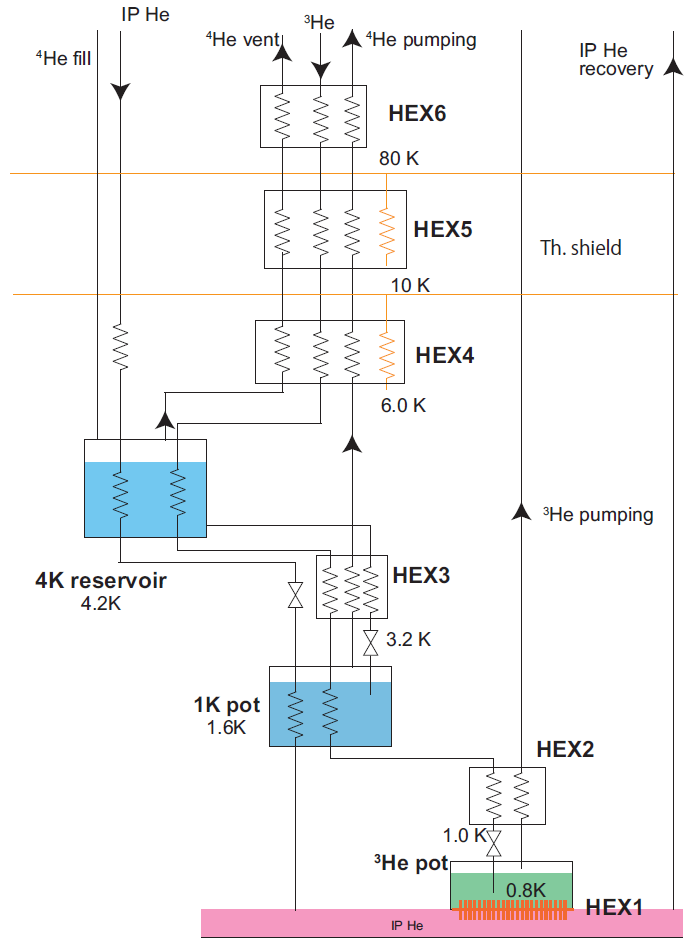 IP He
³He
⁴He vent
⁴He pumping
⁴He fill
IP He
recovery
HEX6
80 K
HEX5
Th. shield
10 K
HEX4
6.0 K
³He pumping
4K reservoir
4.2K
HEX3
3.2 K
1K pot
1.6K
HEX2
1.0 K
³He pot
0.8K
HEX1
IP He